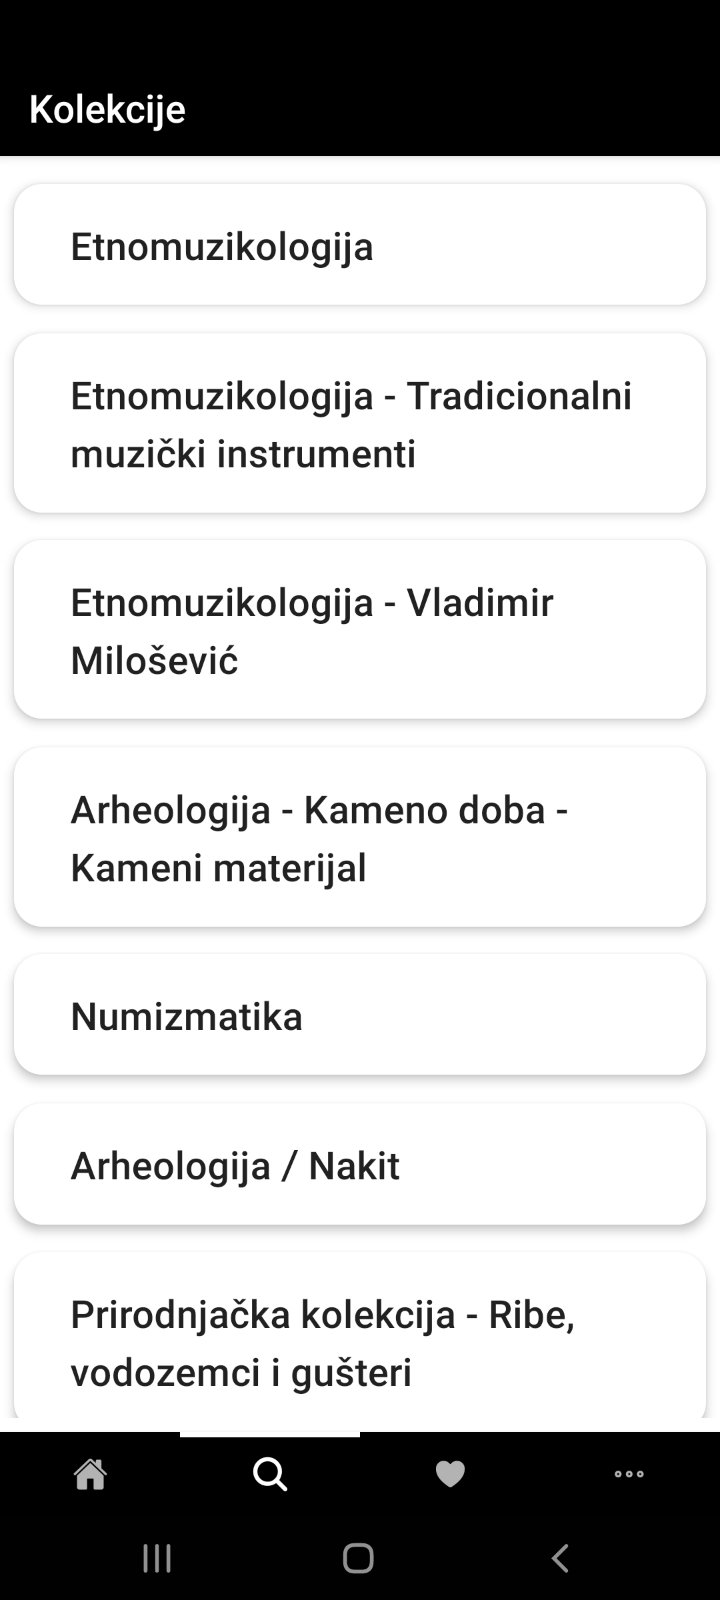 Kolekcije
Etnomuzikologija
Etnomuzikologija - Tradicionalni
muzički instrumenti
Etnomuzikologija - Vladimir
Milošević
Arheologija - Kameno doba -
Kameni materijal
Numizmatika
Arheologija / Nakit
Prirodnjačka kolekcija - Ribe,
vodozemci i gušteri